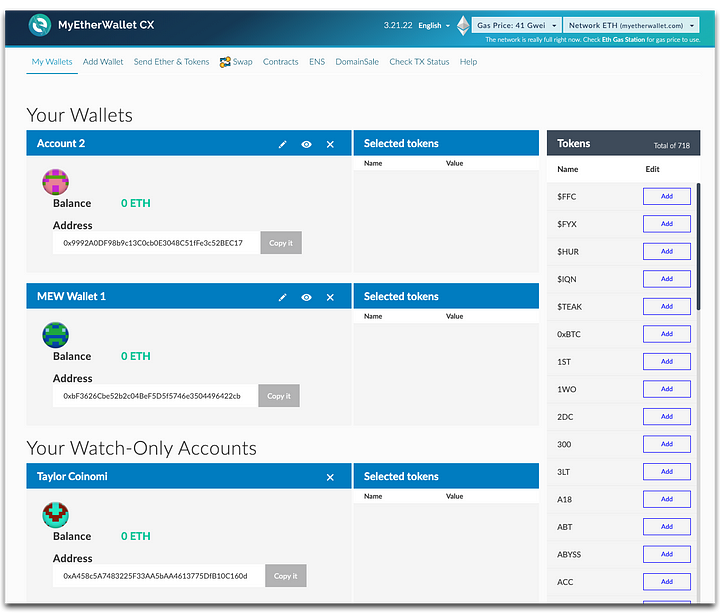 MyEtherWallet CX
3.21.22 English Gas Price: 41 Gwei Network ETH (myetherwallet.com)
The network is really full right now. Check Eth Gas Station for gas price to use.
My Wallets Add Wallet Send Ether & Tokens Swap Contracts ENS DomainSale Check TX Status Help
Your Wallets
Account 2
Balance 0 ETH
Address
0x9992A0DF98b9c13C0cb0E3048C51fFe3c52BEC17 Copy it
Selected tokens
Name Value
MEW Wallet 1
Balance 0 ETH
Address
0xbF3626Cbe52b2c04BeF5D5f5746e3504496422cb Copy it
Selected tokens
Name Value
Your Watch-Only Accounts
Taylor Coinomi
Balance 0 ETH
Address
0xA458c5A7483225F33AA5bAA4613775DfB10C160d Copy it
Selected tokens
Name Value
Tokens Total of 718
Name Edit
$FFC Add
$FYX Add
$HUR Add
$IQN Add
$TEAK Add
0xBTC Add
1ST Add
1WO Add
2DC Add
300 Add
3LT Add
A18 Add
ABT Add
ABYSS Add
ACC Add